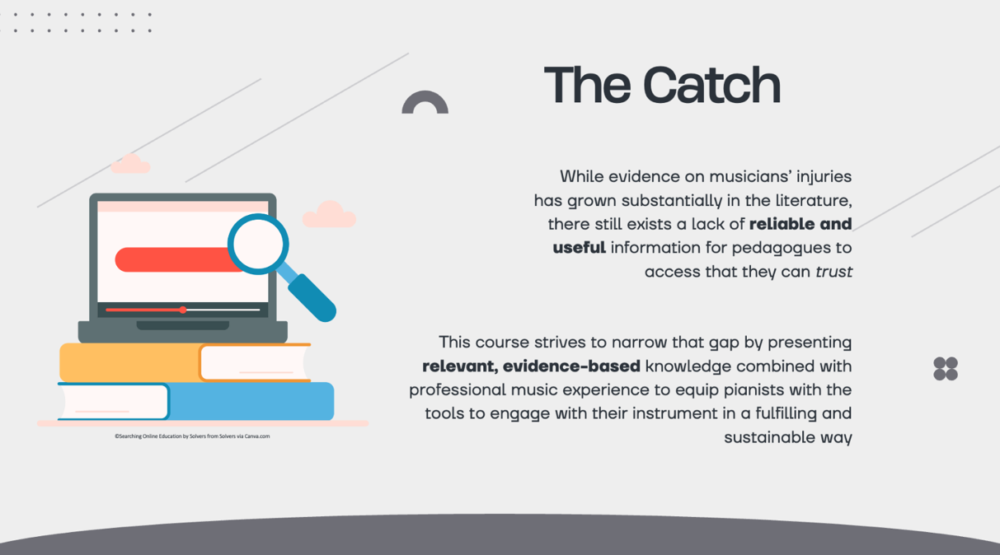 The Catch
While evidence on musicians’ injuries
has grown substantially in the literature,
there still exists a lack of reliable and
useful information for pedagogues to
access that they can trust
This course strives to narrow that gap by presenting
relevant, evidence-based knowledge combined with
professional music experience to equip pianists with the
tools to engage with their instrument in a fulfilling and
sustainable way
©Searching Online Education by Solvers from Solvers via Canva.com